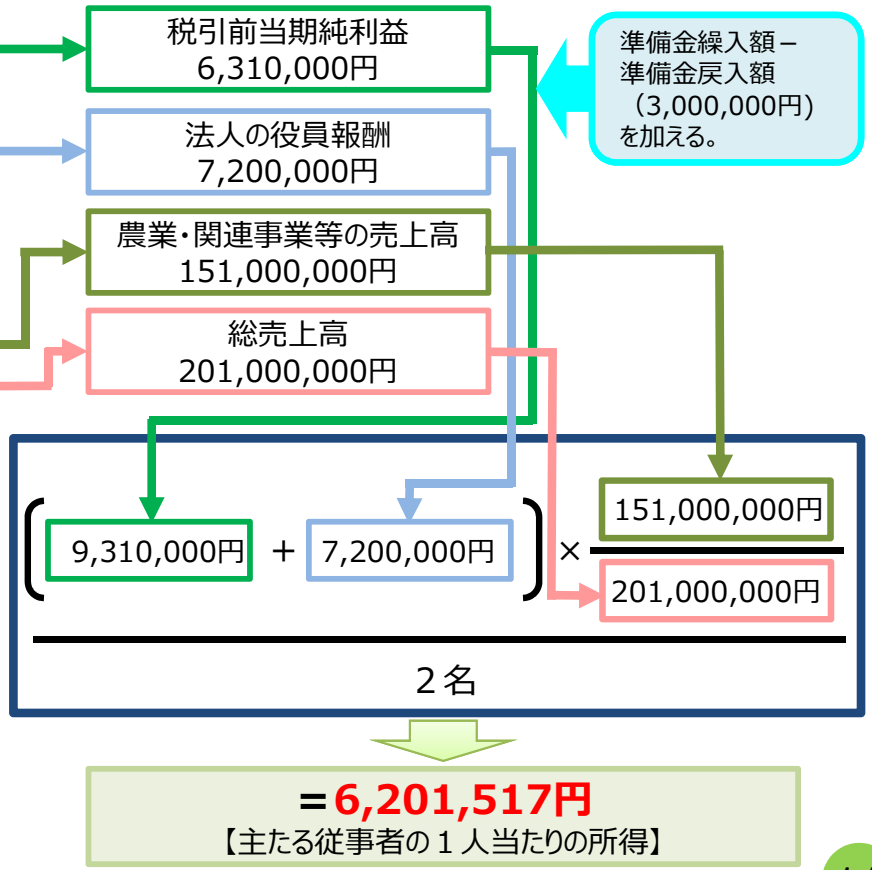 税引前当期純利益
6,310,000円
準備金繰入額－
準備金戻入額
（3,000,000円)
を加える。
法人の役員報酬
7,200,000円
農業・関連事業等の売上高
151,000,000円
総売上高
201,000,000円
9,310,000円 + 7,200,000円 × 151,000,000円
201,000,000円
２名
＝6,201,517円
【主たる従事者の１人当たりの所得】